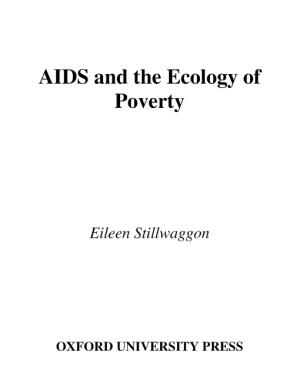 AIDS and the Ecology of
Poverty
Eileen Stillwaggon
OXFORD UNIVERSITY PRESS